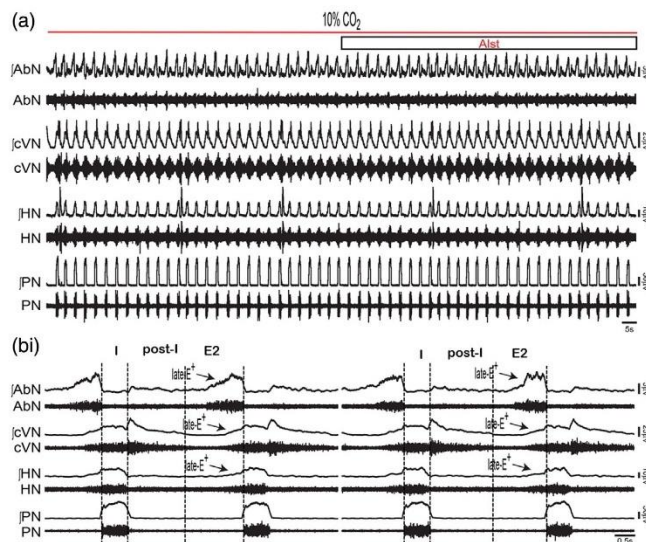 (a)
10% CO2
Alst
∫AbN
AbN
∫cVN
cVN
∫HN
HN
∫PN
PN
5s
(bi)
I post-I E2 I post-I E2
late-E+ late-E+
∫AbN
AbN
late-E+ late-E+
∫cVN
cVN
late-E+ late-E+
∫HN
HN
∫PN
PN
0.5s